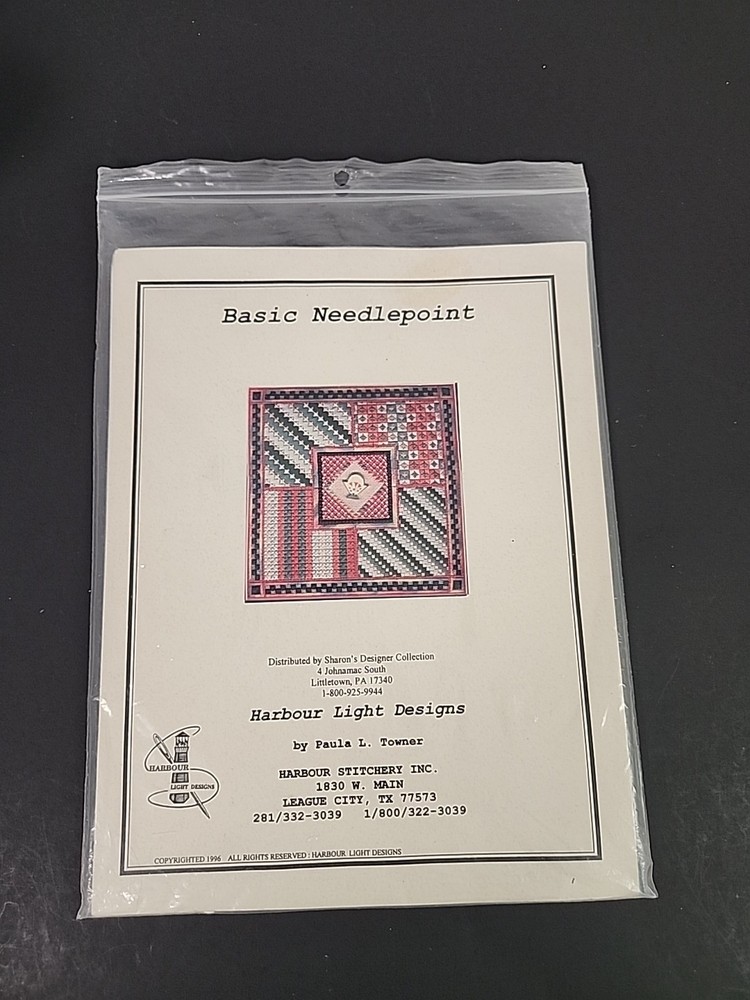 Basic Needlepoint
Distributed by Sharon's Designer Collection
4 Johnamac South
Littletown, PA 17340
1-800-925-9944
Harbour Light Designs
by Paula L. Towner
HARBOUR
LIGHT DESIGNS
HARBOUR STITCHERY INC.
1830 W. MAIN
LEAGUE CITY, TX 77573
281/332-3039 1/800/322-3039
COPYRIGHTED 1996 ALL RIGHTS RESERVED : HARBOUR LIGHT DESIGNS